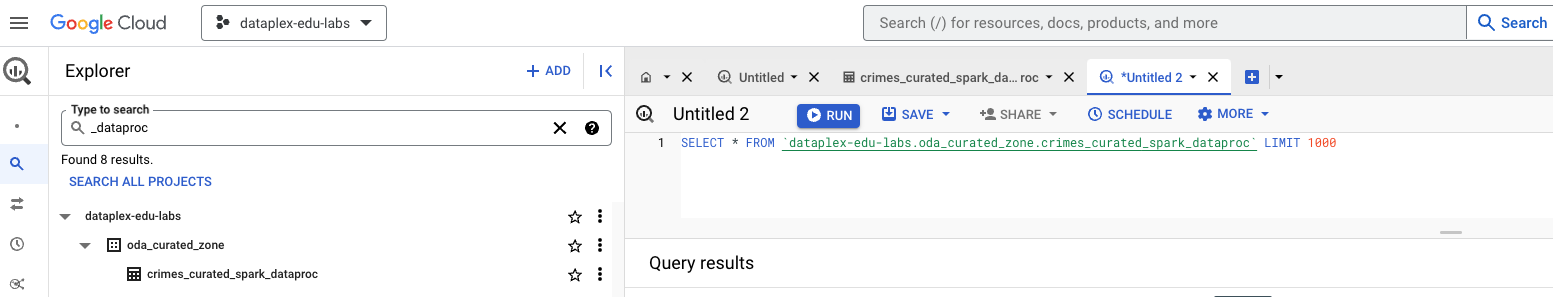 Google Cloud
dataplex-edu-labs
Search (/) for resources, docs, products, and more
Search
Explorer
+ ADD
Type to search
_dataproc
Found 8 results.
SEARCH ALL PROJECTS
dataplex-edu-labs
oda_curated_zone
crimes_curated_spark_dataproc
Untitled
crimes_curated_spark_da... roc
*Untitled 2
Untitled 2
RUN
SAVE
SHARE
SCHEDULE
MORE
1 SELECT * FROM `dataplex-edu-labs.oda_curated_zone.crimes_curated_spark_dataproc` LIMIT 1000
Query results